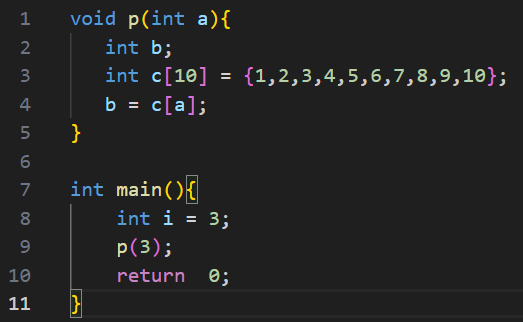 1 void p(int a){
2 int b;
3 int c[10] = {1,2,3,4,5,6,7,8,9,10};
4 b = c[a];
5 }
6
7 int main(){
8 int i = 3;
9 p(3);
10 return  0;
11 }